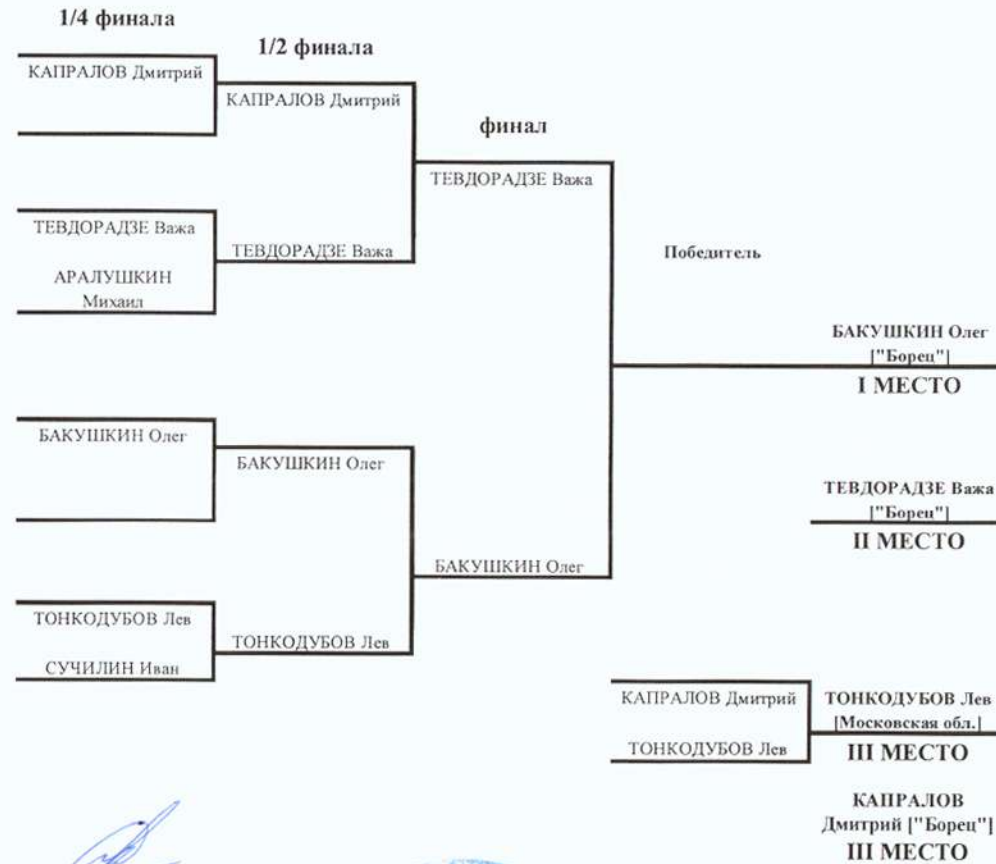 1/4 финала
1/2 финала
КАПРАЛОВ Дмитрий
КАПРАЛОВ Дмитрий
финал
ТЕВДОРАДЗЕ Важа
ТЕВДОРАДЗЕ Важа
ТЕВДОРАДЗЕ Важа
Победитель
АРАЛУШКИН
Михаил
БАКУШКИН Олег
["Борец"]
I МЕСТО
БАКУШКИН Олег
БАКУШКИН Олег
ТЕВДОРАДЗЕ Важа
["Борец"]
II МЕСТО
БАКУШКИН Олег
ТОНКОДУБОВ Лев
ТОНКОДУБОВ Лев
СУЧИЛИН Иван
КАПРАЛОВ Дмитрий
ТОНКОДУБОВ Лев
[Московская обл.]
ТОНКОДУБОВ Лев
III МЕСТО
КАПРАЛОВ
Дмитрий ["Борец"]
III МЕСТО